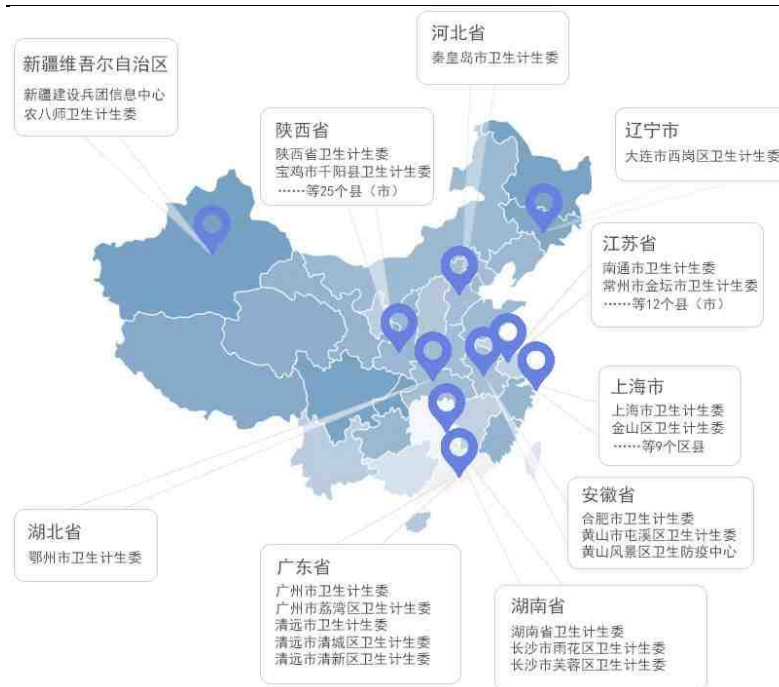 河北省
秦皇岛市卫生计生委
新疆维吾尔自治区
新疆建设兵团信息中心
农八师卫生计生委
陕西省
陕西省卫生计生委
宝鸡市千阳县卫生计生委
……等25个县（市）
辽宁市
大连市西岗区卫生计生委
江苏省
南通市卫生计生委
常州市金坛市卫生计生委
……等12个县（市）
上海市
上海市卫生计生委
金山区卫生计生委
……等9个区县
安徽省
合肥市卫生计生委
黄山市屯溪区卫生计生委
黄山风景区卫生防疫中心
湖北省
鄂州市卫生计生委
广东省
广州市卫生计生委
广州市荔湾区卫生计生委
清远市卫生计生委
清远市清城区卫生计生委
清远市清新区卫生计生委
湖南省
湖南省卫生计生委
长沙市雨花区卫生计生委
长沙市芙蓉区卫生计生委